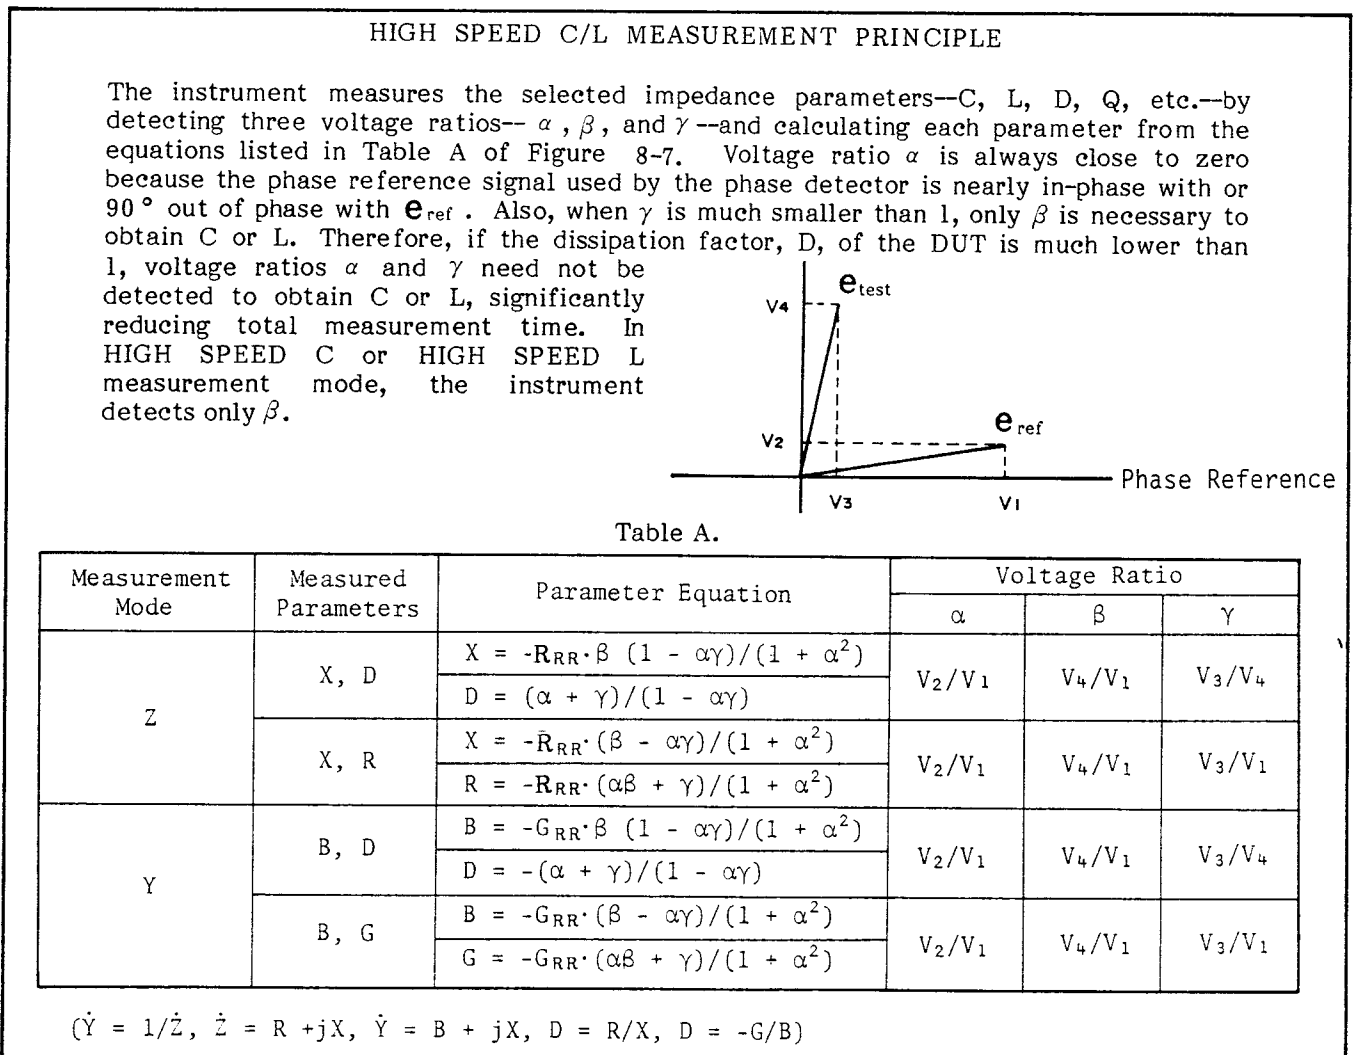 HIGH SPEED C/L MEASUREMENT PRINCIPLE
The instrument measures the selected impedance parameters--C, L, D, Q, etc.--by
detecting three voltage ratios-- α , β , and γ --and calculating each parameter from the
equations listed in Table A of Figure 8-7. Voltage ratio α is always close to zero
because the phase reference signal used by the phase detector is nearly in-phase with or
90° out of phase with eref . Also, when γ is much smaller than 1, only β is necessary to
obtain C or L. Therefore, if the dissipation factor, D, of the DUT is much lower than
1, voltage ratios α and γ need not be
detected to obtain C or L, significantly
reducing total measurement time. In
HIGH SPEED C or HIGH SPEED L
measurement mode, the instrument
detects only β.
V4
etest
V2
eref
Phase Reference
V3
V1
Table A.
Measurement Mode
Measured Parameters
Parameter Equation
Voltage Ratio
α
β
γ
Z
X, D
X = -RRR·β (1 - αγ)/(1 + α²)
D = (α + γ)/(1 - αγ)
V2/V1
V4/V1
V3/V4
X, R
X = -RRR·(β - αγ)/(1 + α²)
R = -RRR·(αβ + γ)/(1 + α²)
V2/V1
V4/V1
V3/V1
Y
B, D
B = -GRR·β (1 - αγ)/(1 + α²)
D = -(α + γ)/(1 - αγ)
V2/V1
V4/V1
V3/V4
B, G
B = -GRR·(β - αγ)/(1 + α²)
G = -GRR·(αβ + γ)/(1 + α²)
V2/V1
V4/V1
V3/V1
(Ẏ = 1/Ż, Ż = R +jX, Ẏ = B + jX, D = R/X, D = -G/B)